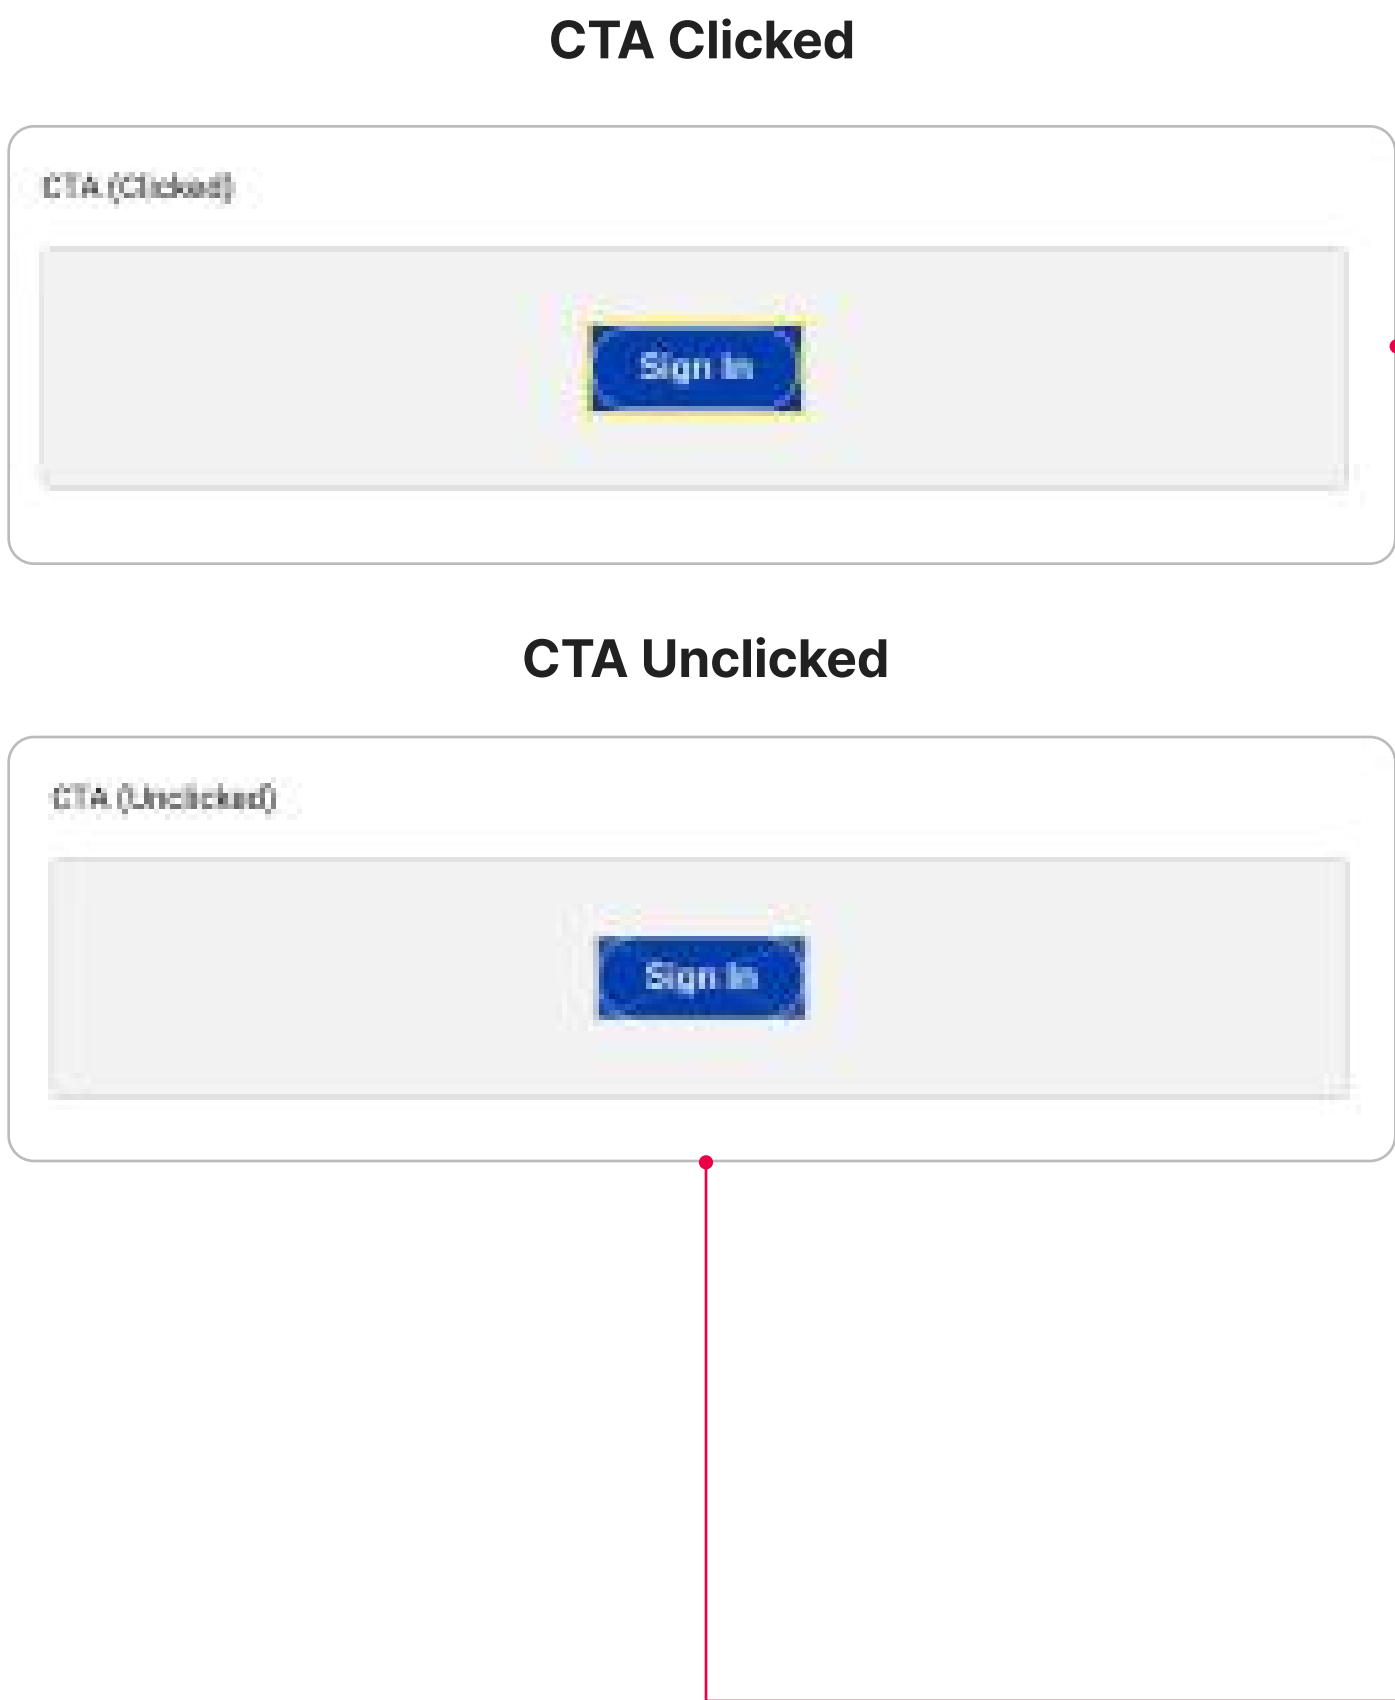 CTA Clicked
CTA (Clicked)
Sign In
CTA Unclicked
CTA (Unclicked)
Sign In